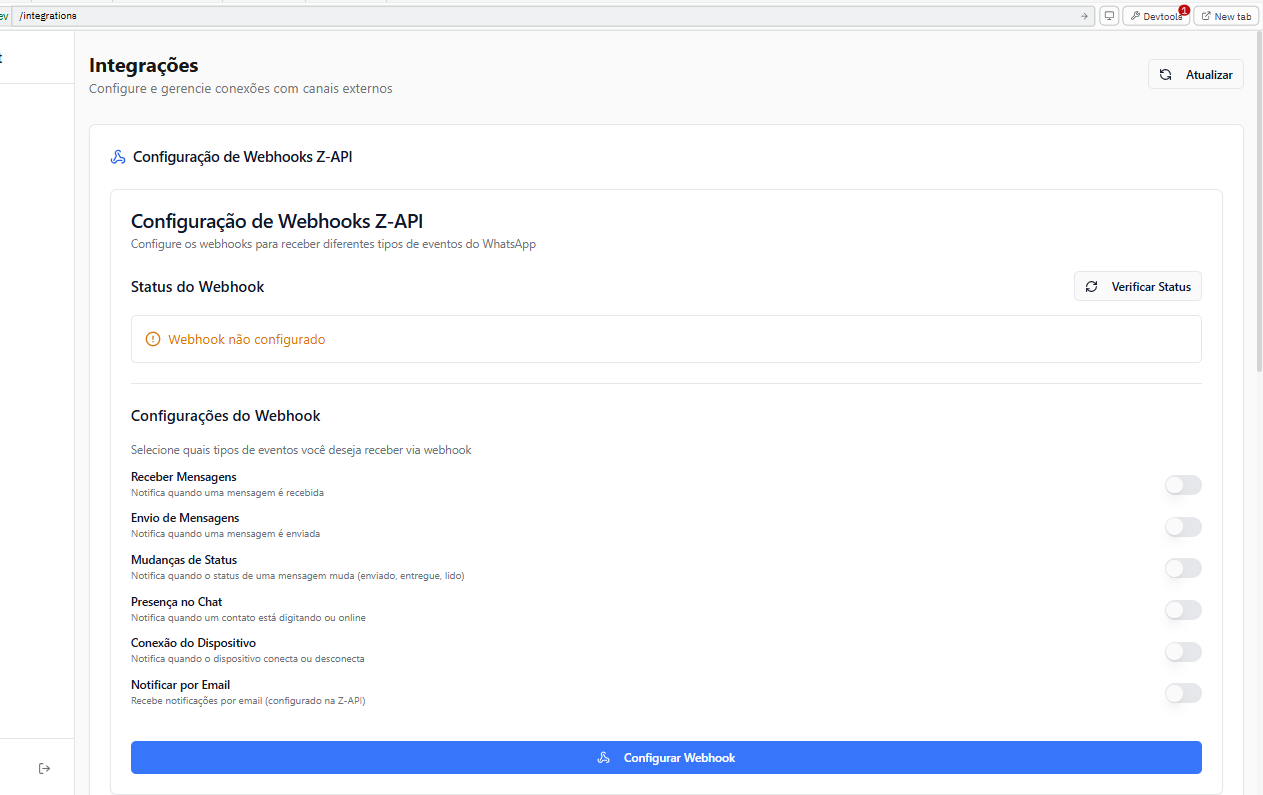 ev /integrations
Devtools 1
New tab
t
Integrações
Configure e gerencie conexões com canais externos
Atualizar
Configuração de Webhooks Z-API
Configuração de Webhooks Z-API
Configure os webhooks para receber diferentes tipos de eventos do WhatsApp
Status do Webhook
Verificar Status
Webhook não configurado
Configurações do Webhook
Selecione quais tipos de eventos você deseja receber via webhook
Receber Mensagens
Notifica quando uma mensagem é recebida
Envio de Mensagens
Notifica quando uma mensagem é enviada
Mudanças de Status
Notifica quando o status de uma mensagem muda (enviado, entregue, lido)
Presença no Chat
Notifica quando um contato está digitando ou online
Conexão do Dispositivo
Notifica quando o dispositivo conecta ou desconecta
Notificar por Email
Recebe notificações por email (configurado na Z-API)
Configurar Webhook